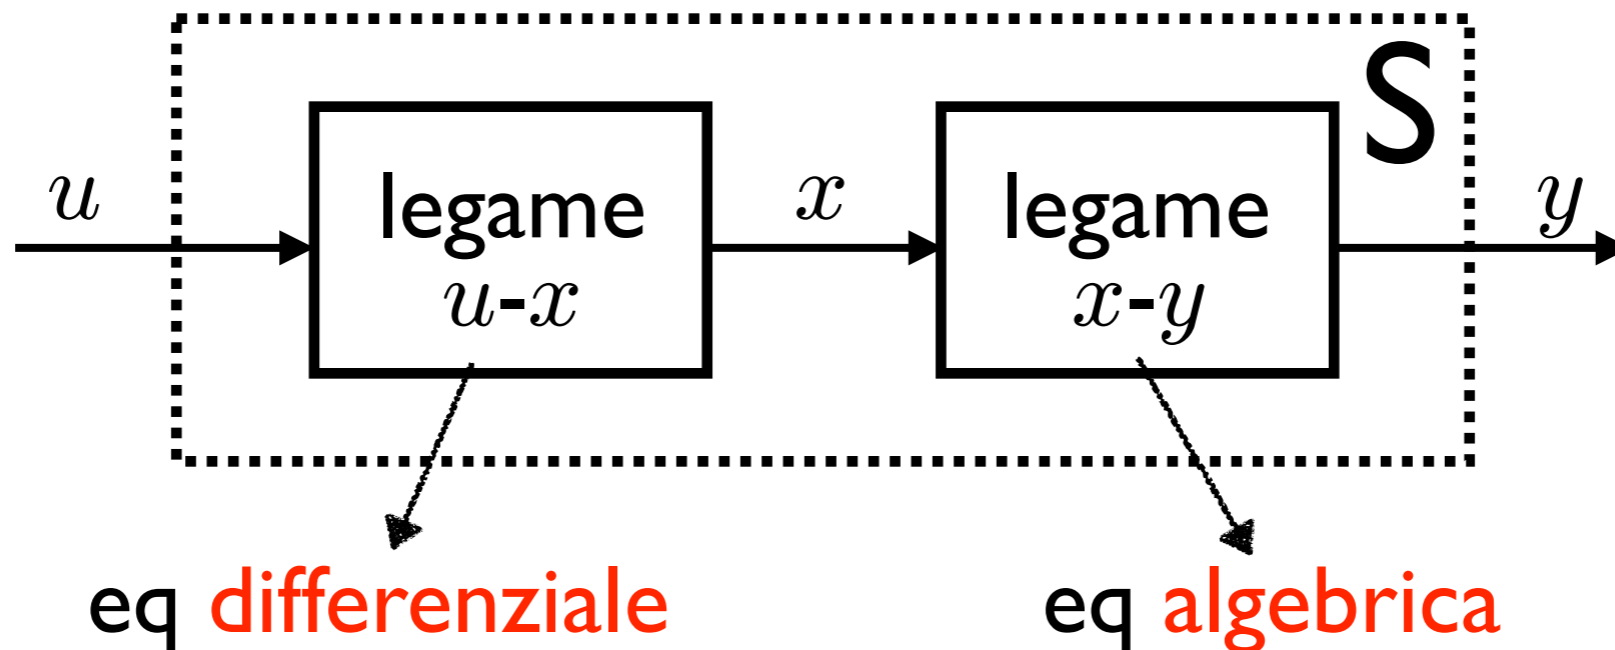 S
u
legame
u-x
x
legame
x-y
y
eq differenziale
eq algebrica